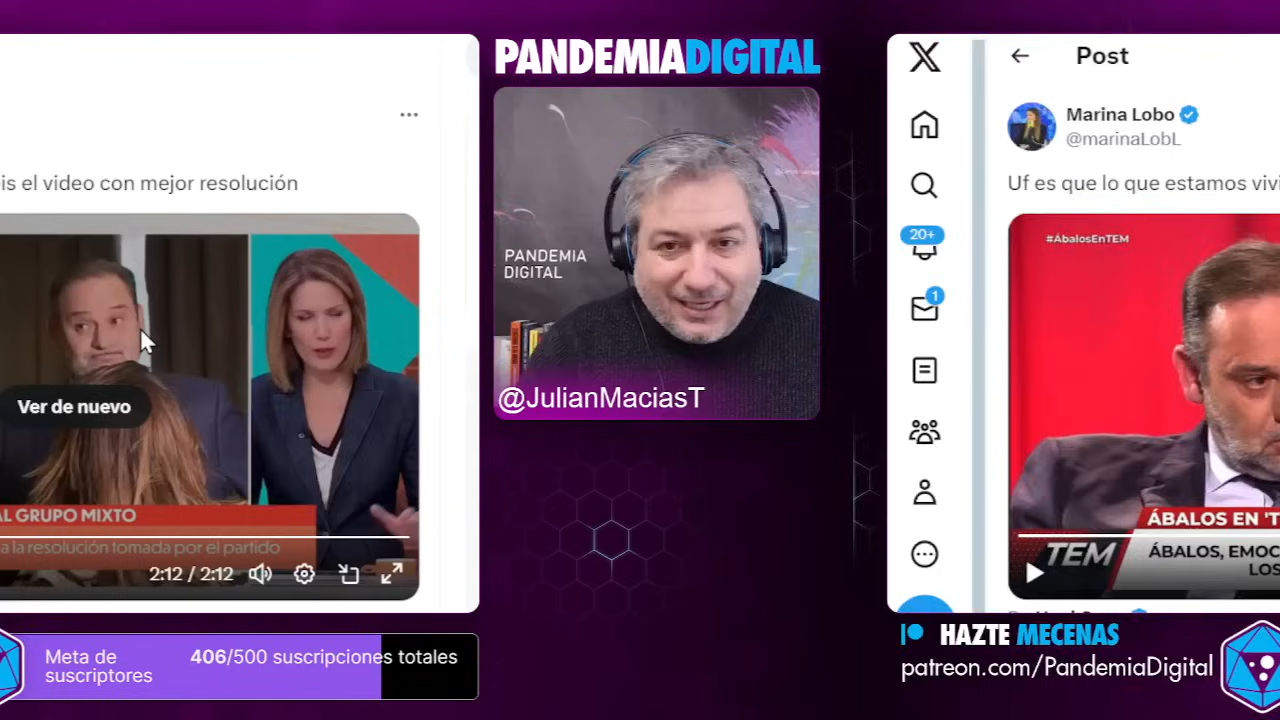 is el video con mejor resolución
Ver de nuevo
AL GRUPO MIXTO
a la resolución tomada por el partido
2:12 / 2:12
Meta de
suscriptores
406/500 suscripciones totales
PANDEMIADIGITAL
PANDEMIA
DIGITAL
@JulianMaciasT
Post
Marina Lobo
@marinaLobL
Uf es que lo que estamos vivi
20+
1
#ÁbalosEnTEM
ÁBALOS EN 'T
TEM
ÁBALOS, EMOC
LOS
HAZTE MECENAS
patreon.com/PandemiaDigital